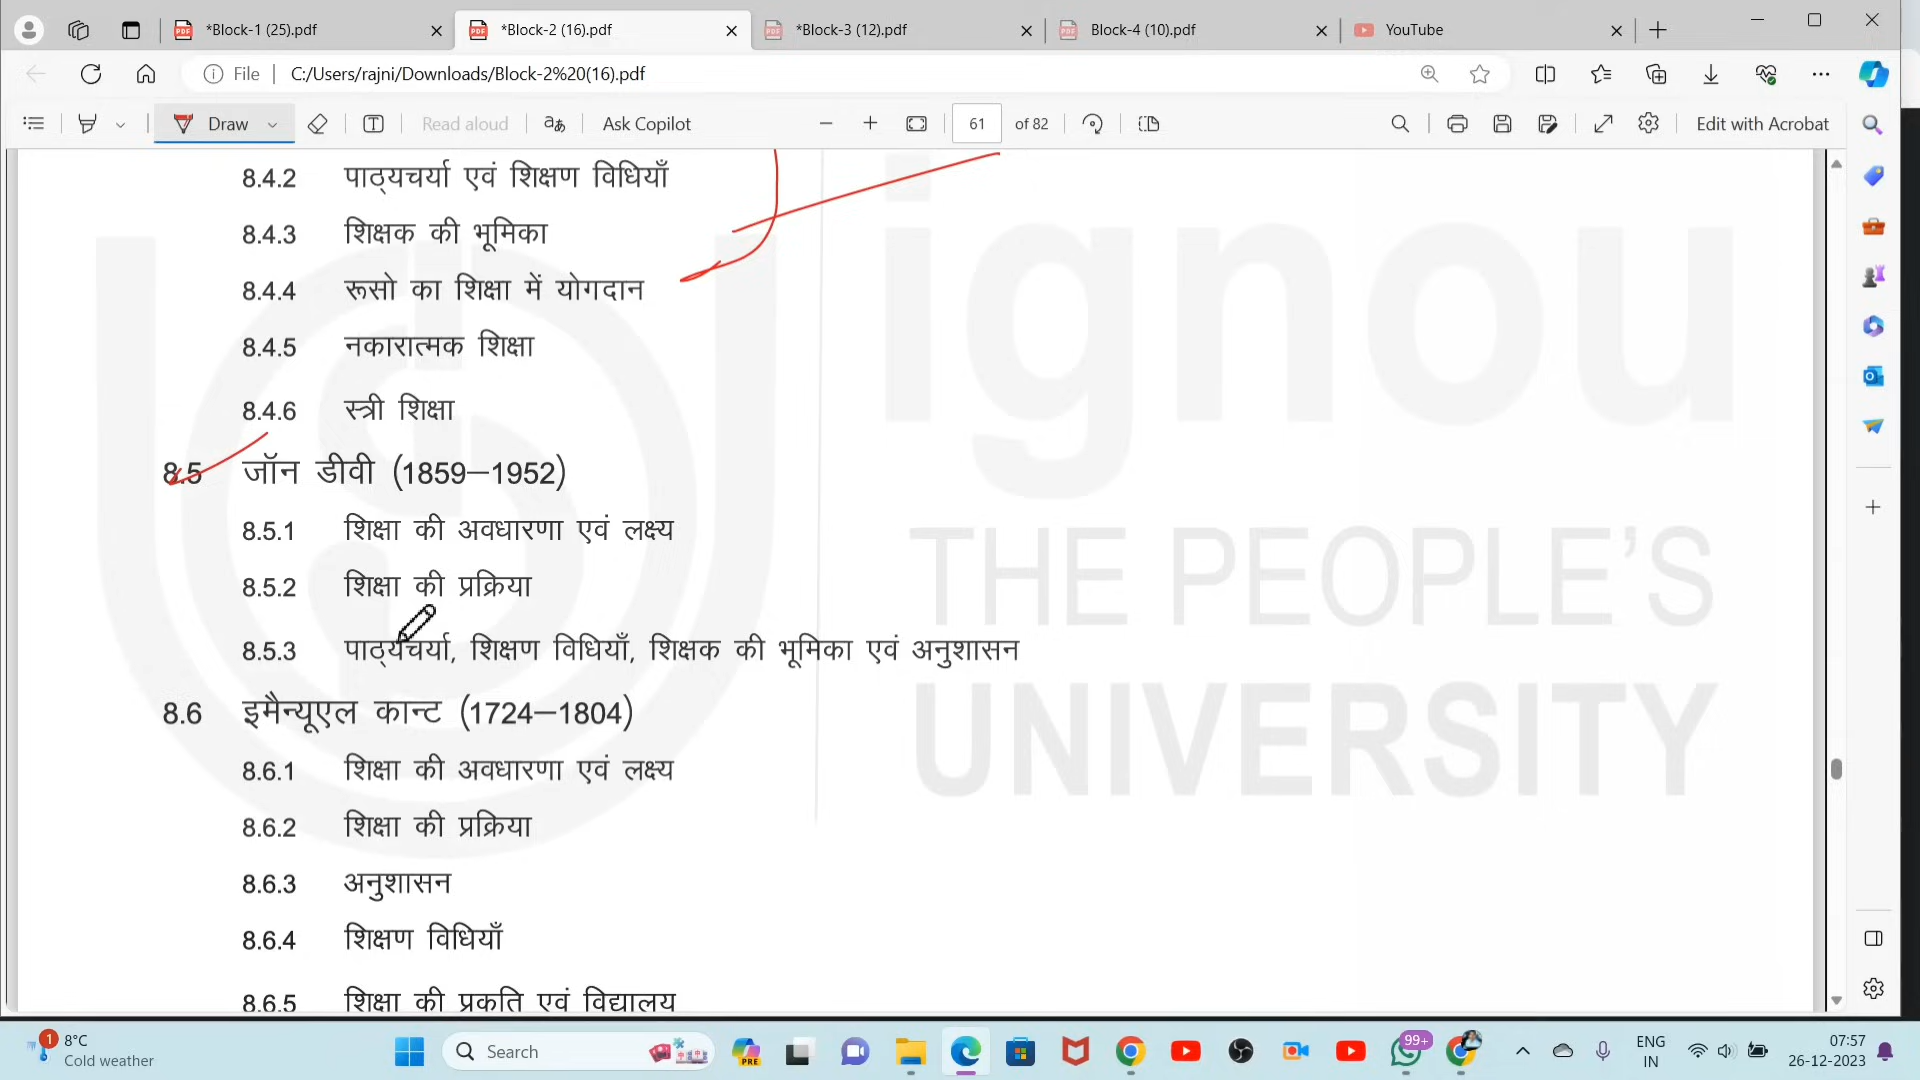 *Block-1 (25).pdf *Block-2 (16).pdf *Block-3 (12).pdf Block-4 (10).pdf YouTube
File C:/Users/rajni/Downloads/Block-2%20(16).pdf
Draw Read aloud Ask Copilot 61 of 82 Edit with Acrobat
8.4.2 पाठ्यचर्या एवं शिक्षण विधियाँ
8.4.3 शिक्षक की भूमिका
8.4.4 रूसो का शिक्षा में योगदान
8.4.5 नकारात्मक शिक्षा
8.4.6 स्त्री शिक्षा
8.5 जॉन डीवी (1859–1952)
8.5.1 शिक्षा की अवधारणा एवं लक्ष्य
8.5.2 शिक्षा की प्रक्रिया
8.5.3 पाठ्यचर्या, शिक्षण विधियाँ, शिक्षक की भूमिका एवं अनुशासन
8.6 इमैन्यूएल कान्ट (1724–1804)
8.6.1 शिक्षा की अवधारणा एवं लक्ष्य
8.6.2 शिक्षा की प्रक्रिया
8.6.3 अनुशासन
8.6.4 शिक्षण विधियाँ
8.6.5 शिक्षा की प्रकृति एवं विद्यालय
ignou
THE PEOPLE'S
UNIVERSITY
1 8°C
Cold weather
Search
PRE
99+
ENG
IN
07:57
26-12-2023